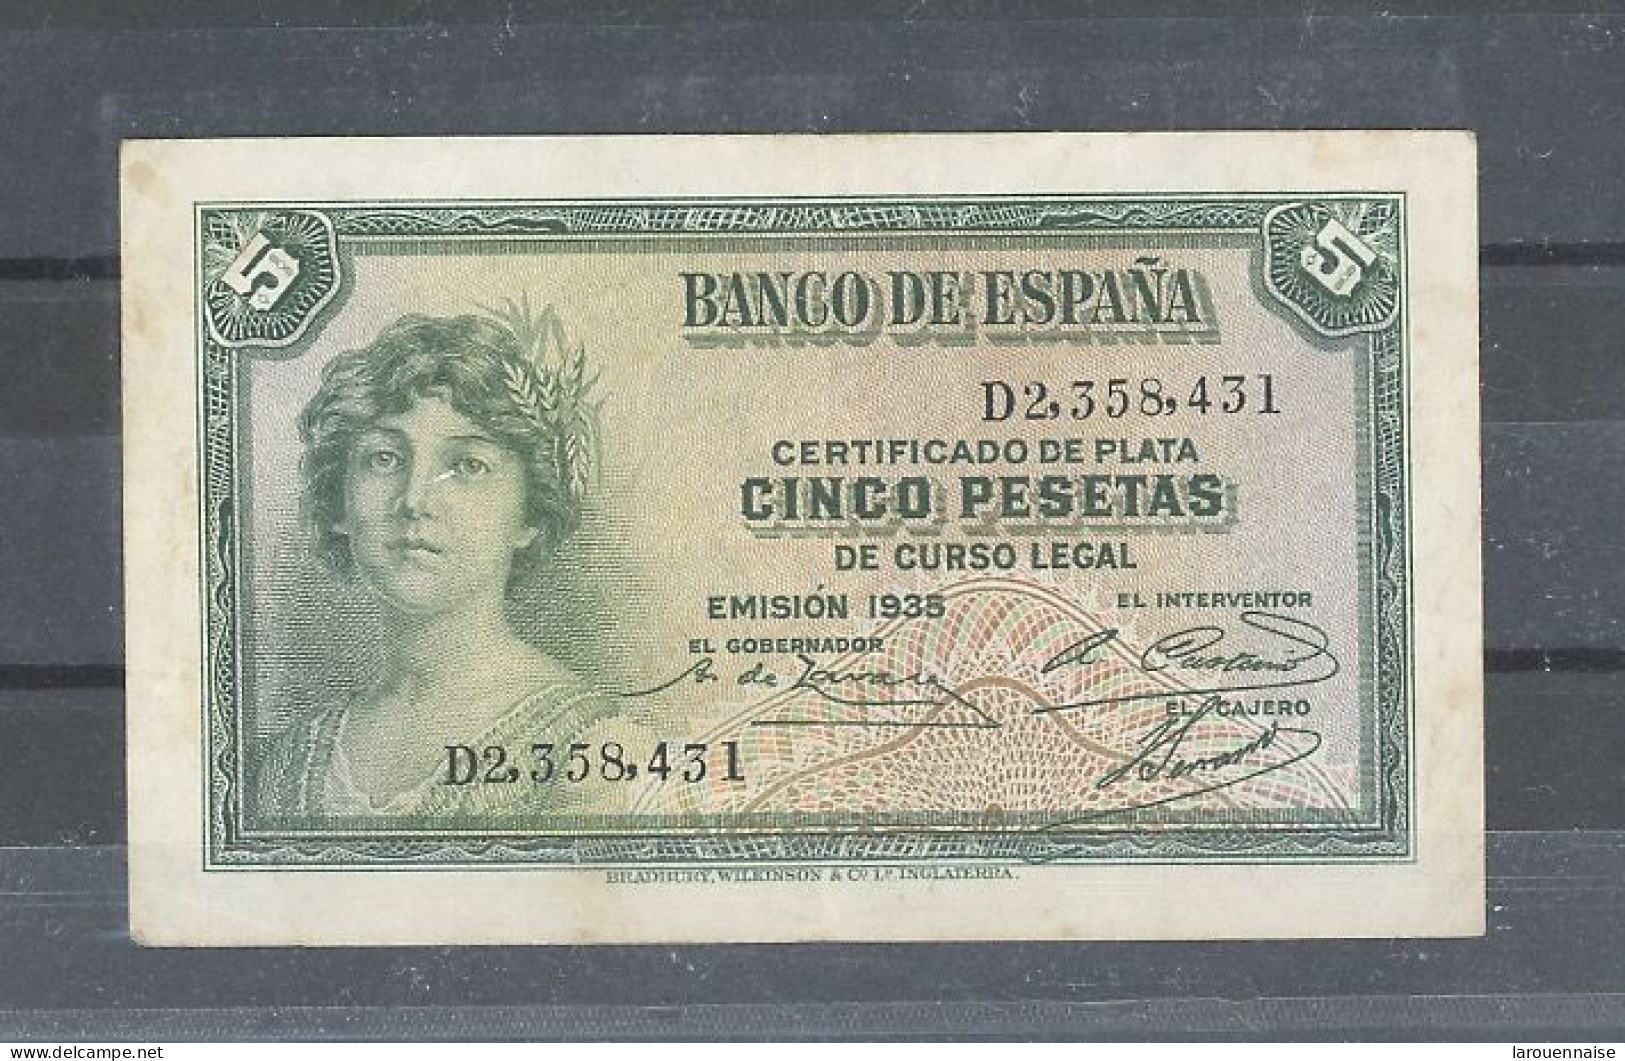 5
5
BANCO DE ESPAÑA
D2,358,431
CERTIFICADO DE PLATA
CINCO PESETAS
DE CURSO LEGAL
EMISIÓN 1935
EL INTERVENTOR
EL GOBERNADOR
EL CAJERO
D2,358,431
BRADBURY, WILKINSON & Cº Lᴰ INGLATERRA.
delcampe.net
larouennaise